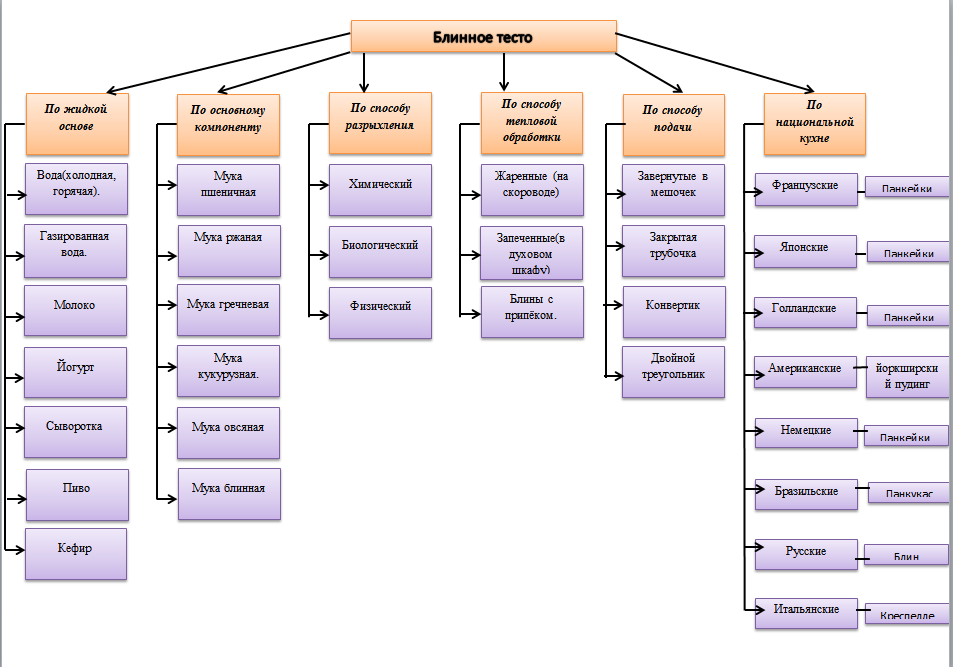 Блинное тесто
По жидкой
основе
Вода(холодная,
горячая).
Газированная
вода.
Молоко
Йогурт
Сыворотка
Пиво
Кефир
По основному
компоненту
Мука
пшеничная
Мука ржаная
Мука гречневая
Мука
кукурузная.
Мука овсяная
Мука блинная
По способу
разрыхления
Химический
Биологический
Физический
По способу
тепловой
обработки
Жаренные (на
скороводе)
Запеченные(в
духовом
шкафу)
Блины с
припёком.
По способу
подачи
Завернутые в
мешочек
Закрытая
трубочка
Конвертик
Двойной
треугольник
По
национальной
кухне
Французские
Панкейки
Японские
Панкейки
Голландские
Панкейки
Американские
йоркширски
й пудинг
Немецкие
Панкейки
Бразильские
Панкукас
Русские
Блин
Итальянские
Креспелле